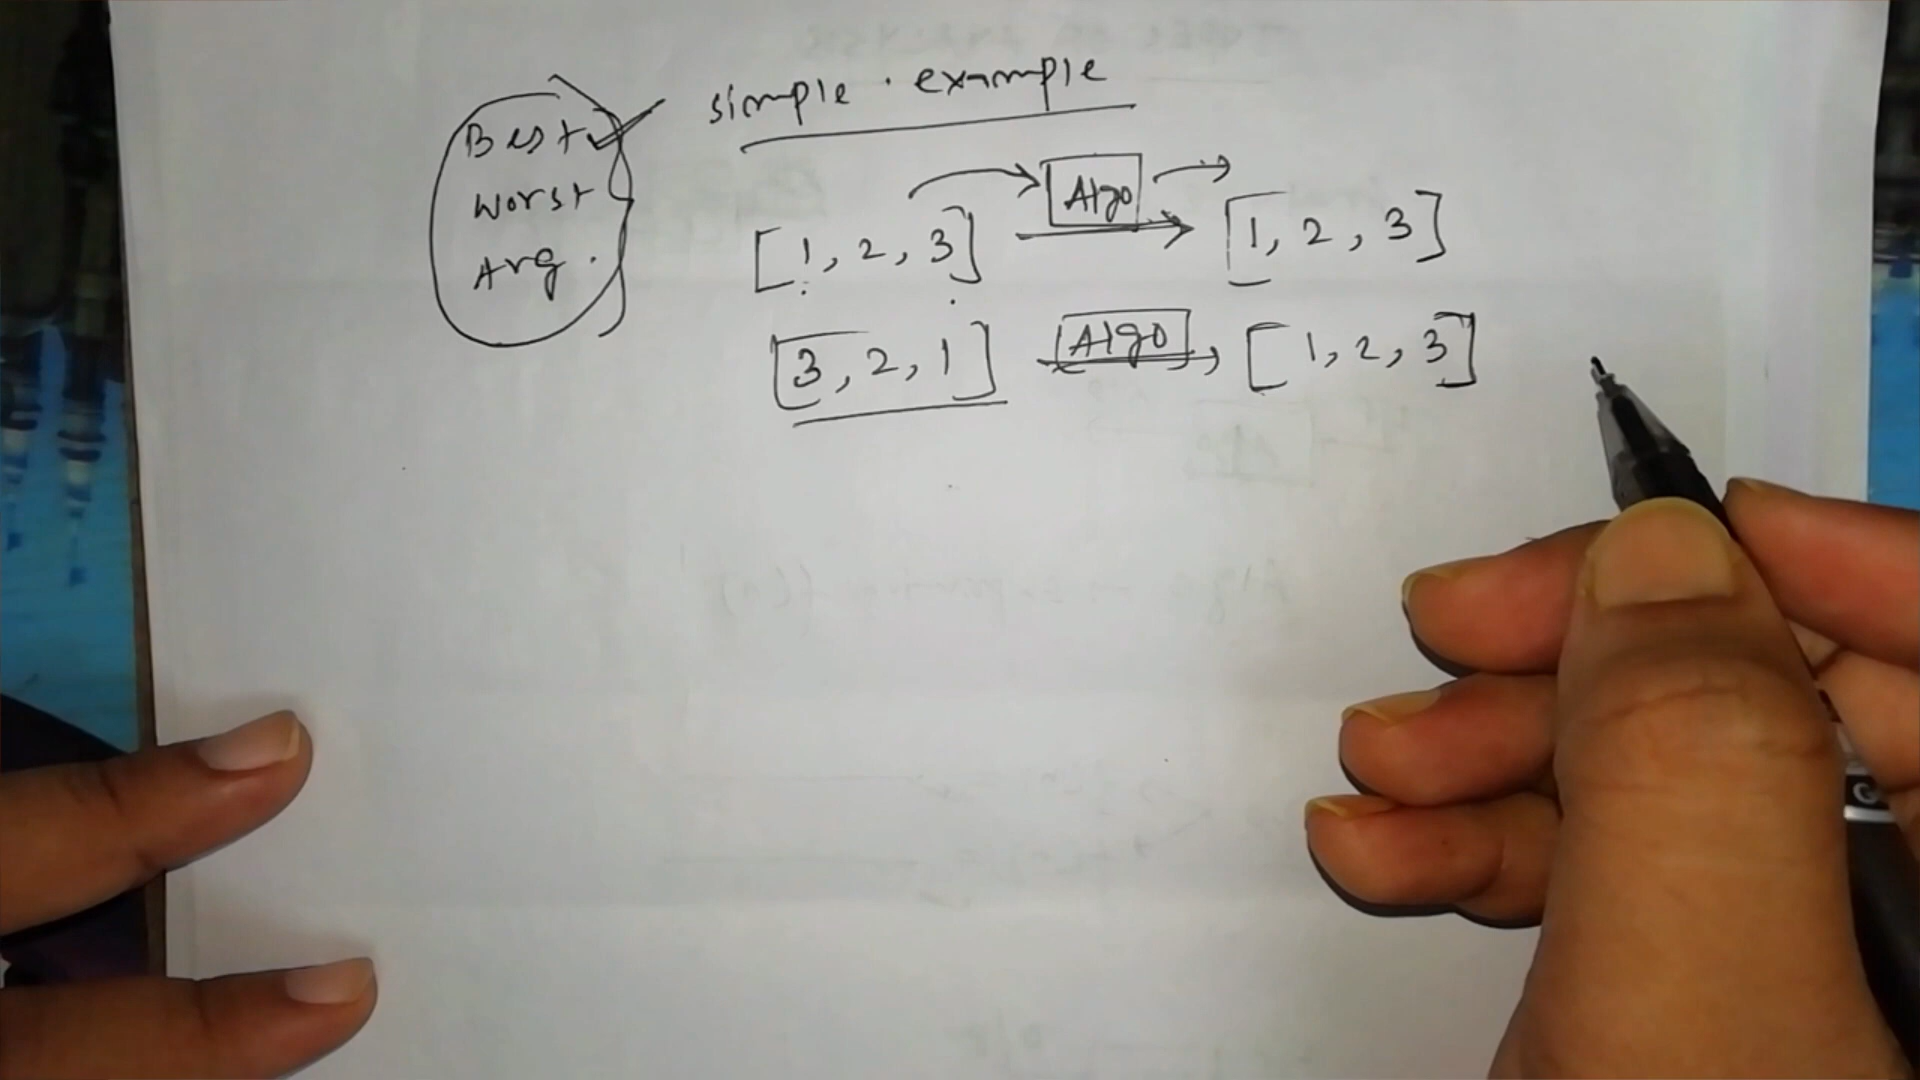 simple . example
Best ✓
Worst
Avg.
[1, 2, 3] Algo [1, 2, 3]
[3, 2, 1] Algo [1, 2, 3]
G